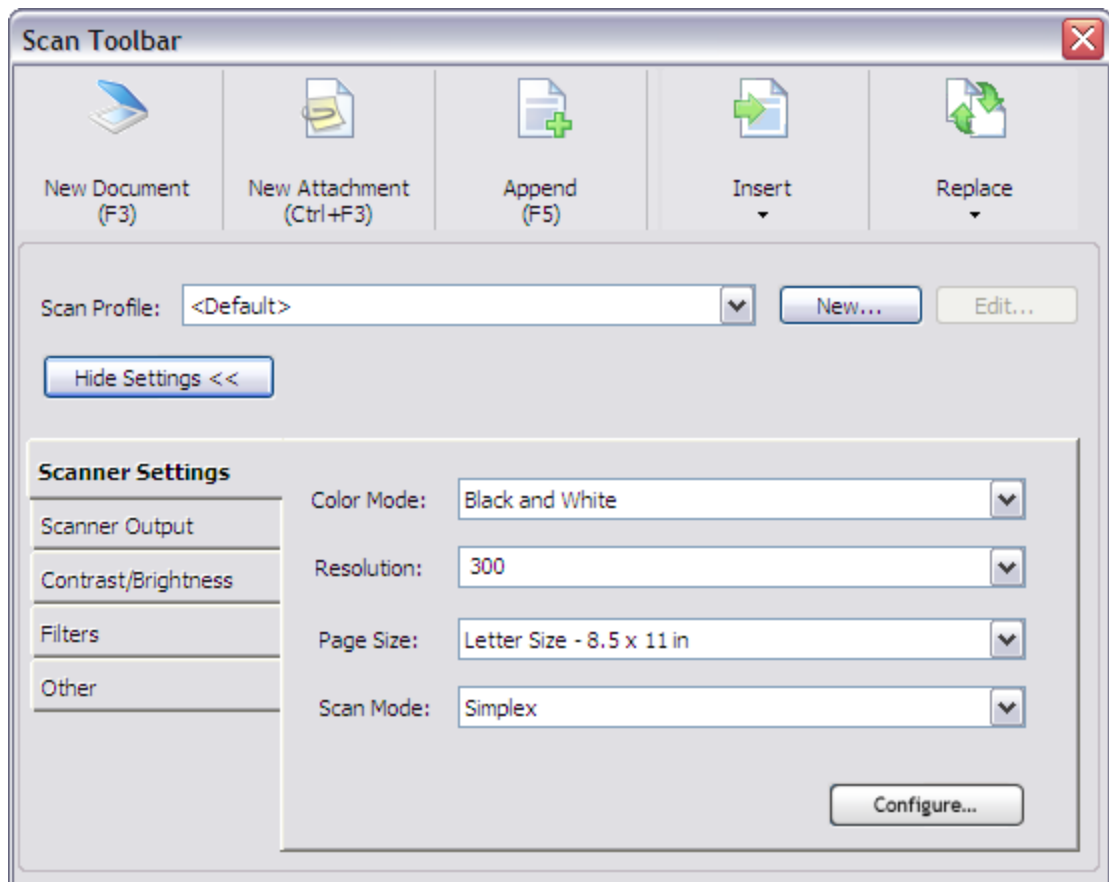 Scan Toolbar
New Document
(F3)
New Attachment
(Ctrl+F3)
Append
(F5)
Insert
Replace
Scan Profile: <Default> New... Edit...
Hide Settings <<
Scanner Settings
Scanner Output
Contrast/Brightness
Filters
Other
Color Mode: Black and White
Resolution: 300
Page Size: Letter Size - 8.5 x 11 in
Scan Mode: Simplex
Configure...